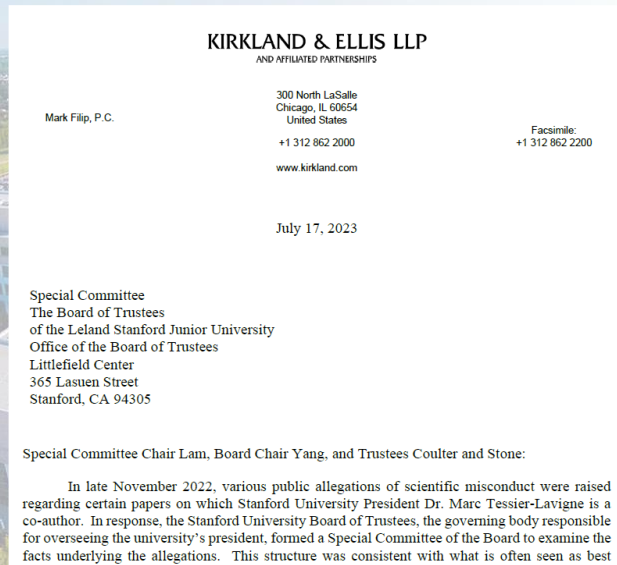 KIRKLAND & ELLIS LLP
AND AFFILIATED PARTNERSHIPS
Mark Filip, P.C.
300 North LaSalle
Chicago, IL 60654
United States
+1 312 862 2000
www.kirkland.com
Facsimile:
+1 312 862 2200
July 17, 2023
Special Committee
The Board of Trustees
of the Leland Stanford Junior University
Office of the Board of Trustees
Littlefield Center
365 Lasuen Street
Stanford, CA 94305
Special Committee Chair Lam, Board Chair Yang, and Trustees Coulter and Stone:
In late November 2022, various public allegations of scientific misconduct were raised
regarding certain papers on which Stanford University President Dr. Marc Tessier-Lavigne is a
co-author. In response, the Stanford University Board of Trustees, the governing body responsible
for overseeing the university's president, formed a Special Committee of the Board to examine the
facts underlying the allegations. This structure was consistent with what is often seen as best